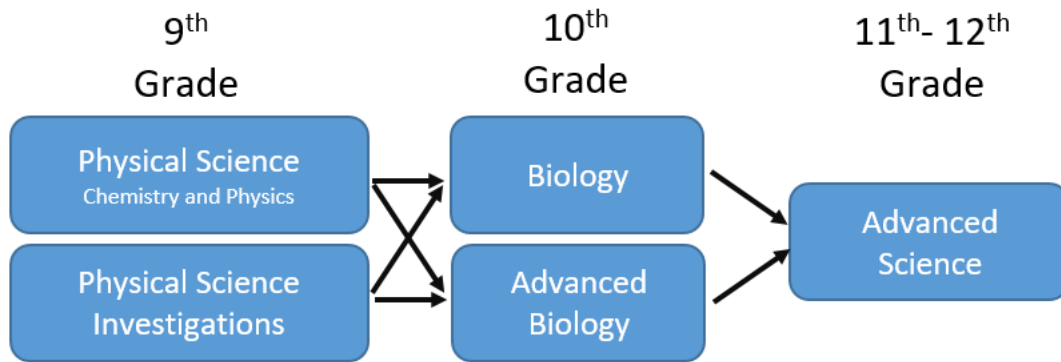 9th
Grade
10th
Grade
11th- 12th
Grade
Physical Science
Chemistry and Physics
Physical Science
Investigations
Biology
Advanced
Biology
Advanced
Science